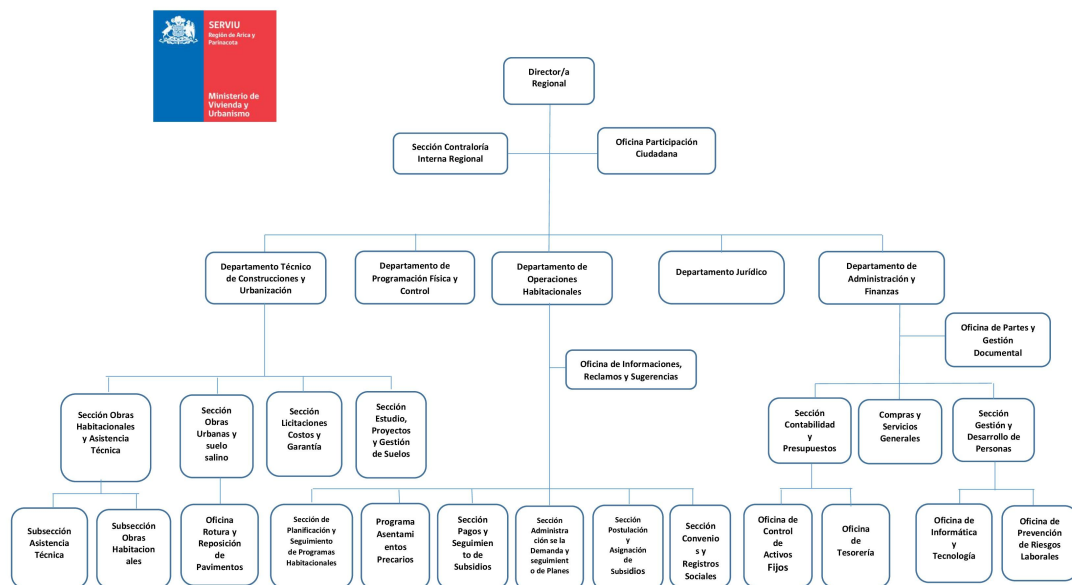 SERVIU
Región de Arica y
Parinacota
Ministerio de
Vivienda y
Urbanismo
Director/a
Regional
Sección Contraloría
Interna Regional
Oficina Participación
Ciudadana
Departamento Técnico
de Construcciones y
Urbanización
Departamento de
Programación Física y
Control
Departamento de
Operaciones
Habitacionales
Departamento Jurídico
Departamento de
Administración y
Finanzas
Oficina de Partes y
Gestión
Documental
Oficina de Informaciones,
Reclamos y Sugerencias
Sección Obras
Habitacionales
y Asistencia
Técnica
Sección
Obras
Urbanas y
suelo
salino
Sección
Licitaciones
Costos y
Garantía
Sección
Estudio,
Proyectos
y Gestión
de Suelos
Sección
Contabilidad
y
Presupuestos
Compras y
Servicios
Generales
Sección
Gestión y
Desarrollo de
Personas
Subsección
Asistencia
Técnica
Subsección
Obras
Habitacion
ales
Oficina
Rotura y
Reposición
de
Pavimentos
Sección de
Planificación y
Seguimiento
de Programas
Habitacionales
Programa
Asentami
entos
Precarios
Sección
Pagos y
Seguimie
nto de
Subsidios
Sección
Administra
ción se la
Demanda y
seguimient
o de Planes
Sección
Postulación
y
Asignación
de
Subsidios
Sección
Convenio
s y
Registros
Sociales
Oficina de
Control
de
Activos
Fijos
Oficina
de
Tesorería
Oficina de
Informática
y
Tecnología
Oficina de
Prevención
de Riesgos
Laborales